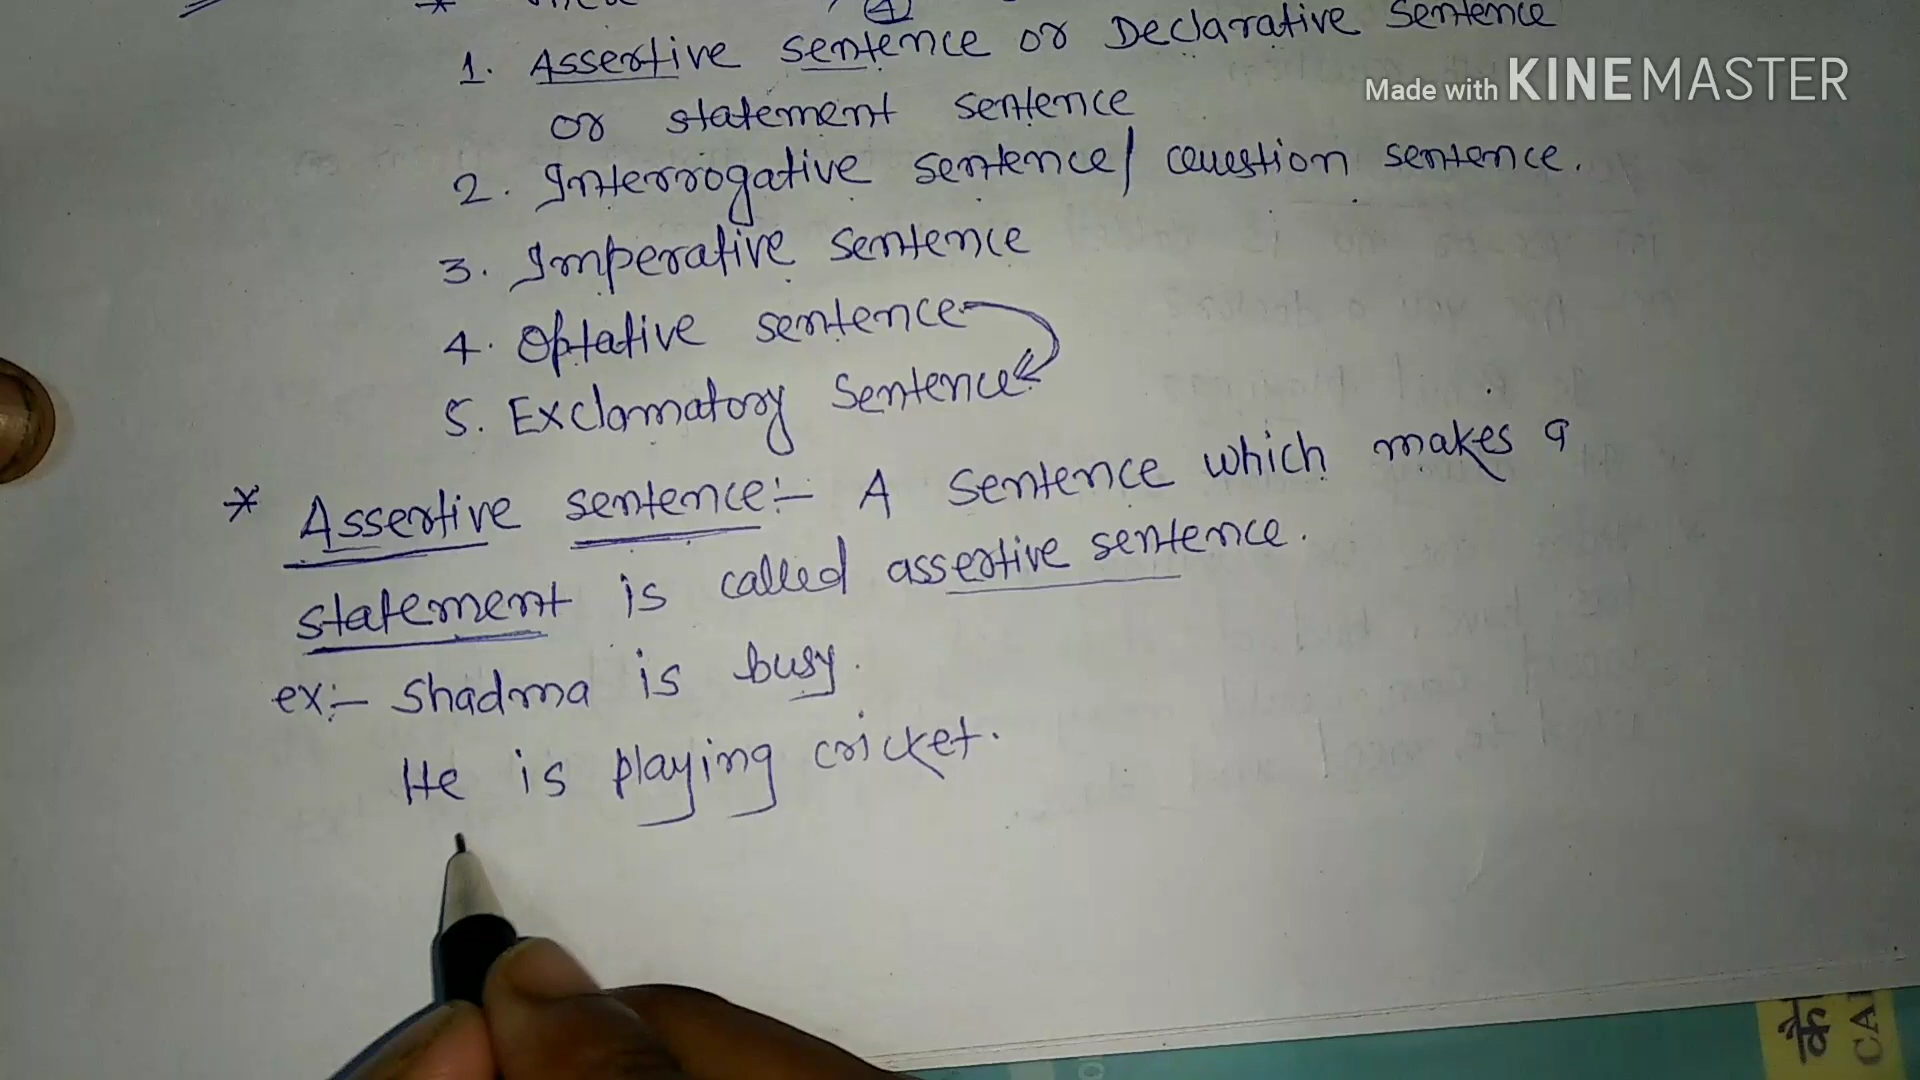 1. Assertive sentence or Declarative Sentence
or statement sentence
2. Interrogative sentence/ Question sentence.
3. Imperative sentence
4. Optative sentence
5. Exclamatory Sentence
* Assertive sentence:- A sentence which makes a
statement is called assertive sentence.
ex:- Shadma is busy.
He is playing cricket.
Made with KINEMASTER
के
CAL